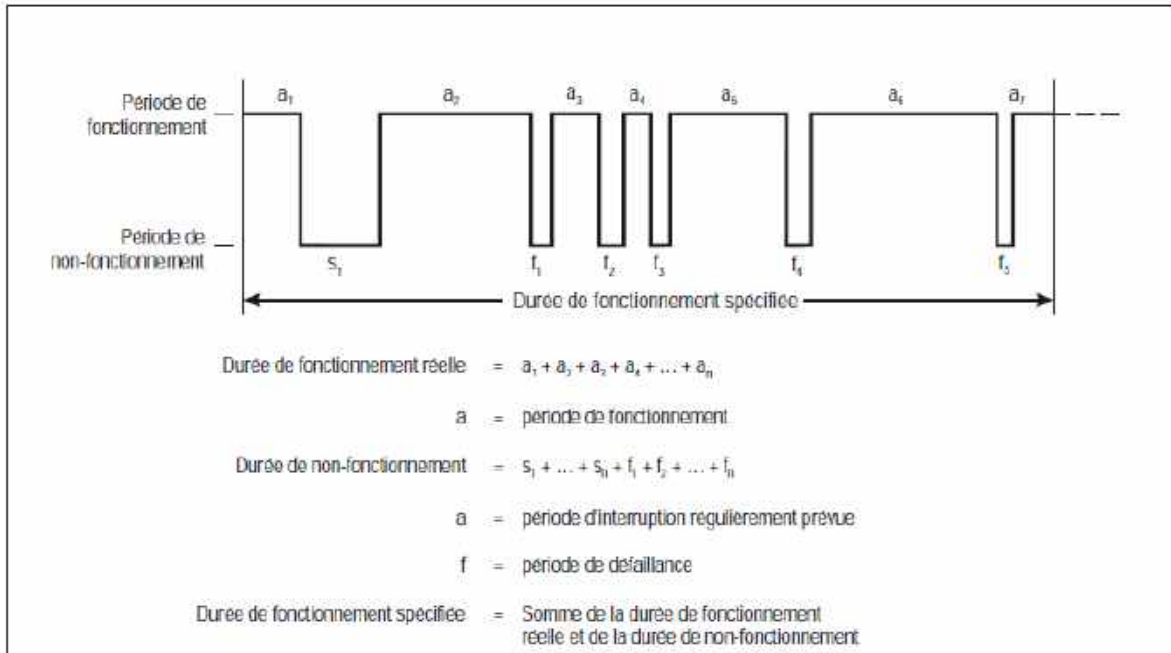 a₁ a₂ a₃ a₄ a₅ a₆ a₇
Période de
fonctionnement
Période de
non-fonctionnement
s₁ f₁ f₂ f₃ f₄ f₅
Durée de fonctionnement spécifiée
Durée de fonctionnement réelle = a₁ + a₂ + a₃ + a₄ + ... + aₙ
a = période de fonctionnement
Durée de non-fonctionnement = s₁ + ... + sₙ + f₁ + f₂ + ... + fₙ
a = période d'interruption régulièrement prévue
f = période de défaillance
Durée de fonctionnement spécifiée = Somme de la durée de fonctionnement
réelle et de la durée de non-fonctionnement